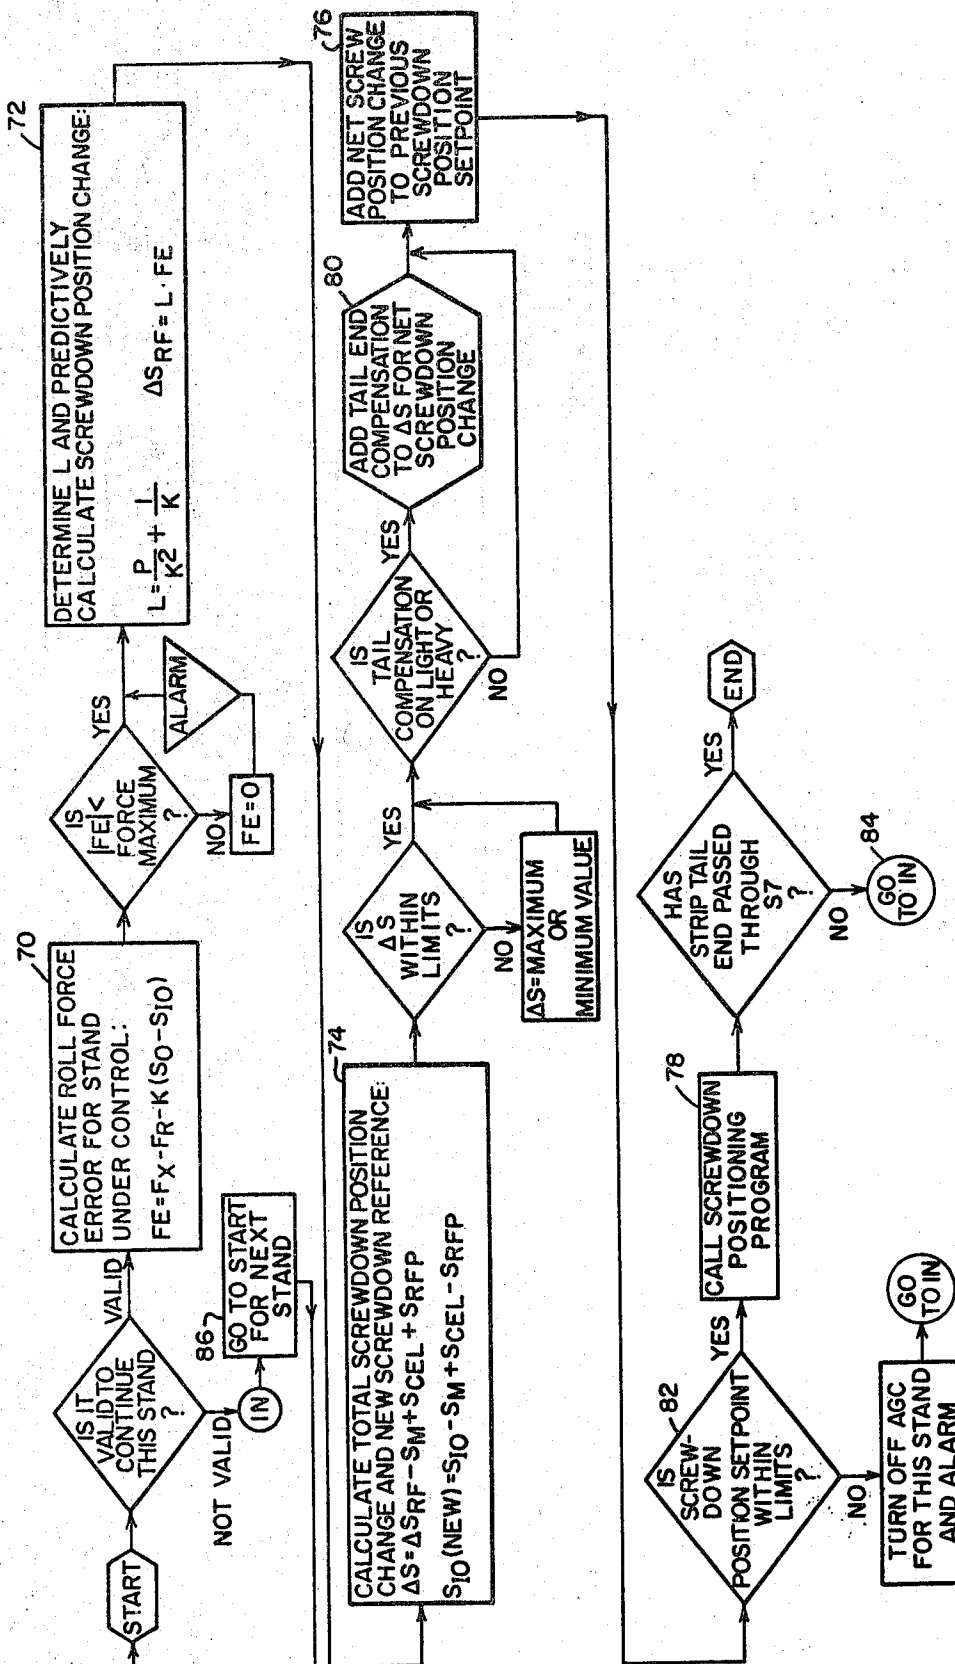 START
IS IT
VALID TO
CONTINUE
THIS STAND
?
VALID
NOT VALID
IN
86
GO TO START
FOR NEXT
STAND
70
CALCULATE ROLL FORCE
ERROR FOR STAND
UNDER CONTROL:
FE=FX-FR-K(SO-SIO)
IS
|FE|<
FORCE
MAXIMUM
?
YES
NO
FE=O
ALARM
72
DETERMINE L AND PREDICTIVELY
CALCULATE SCREWDOWN POSITION CHANGE:
L=P/K2 + 1/K ΔSRF=L·FE
74
CALCULATE TOTAL SCREWDOWN POSITION
CHANGE AND NEW SCREWDOWN REFERENCE:
ΔS=ΔSRF-SM+SCEL+SRFP
SIO(NEW)=SIO-SM+SCEL-SRFP
IS
ΔS
WITHIN
LIMITS
?
YES
NO
ΔS=MAXIMUM
OR
MINIMUM VALUE
IS
TAIL
COMPENSATION
ON LIGHT OR
HEAVY
?
YES
NO
80
ADD TAIL END
COMPENSATION
TO ΔS FOR NET
SCREWDOWN
POSITION
CHANGE
76
ADD NET SCREW
POSITION CHANGE
TO PREVIOUS
SCREWDOWN
POSITION
SETPOINT
82
IS
SCREW-
DOWN
POSITION SETPOINT
WITHIN
LIMITS
?
YES
NO
TURN OFF AGC
FOR THIS STAND
AND ALARM
GO
TO IN
78
CALL SCREWDOWN
POSITIONING
PROGRAM
HAS
STRIP TAIL
END PASSED
THROUGH
S7
?
YES
END
NO
84
GO
TO IN